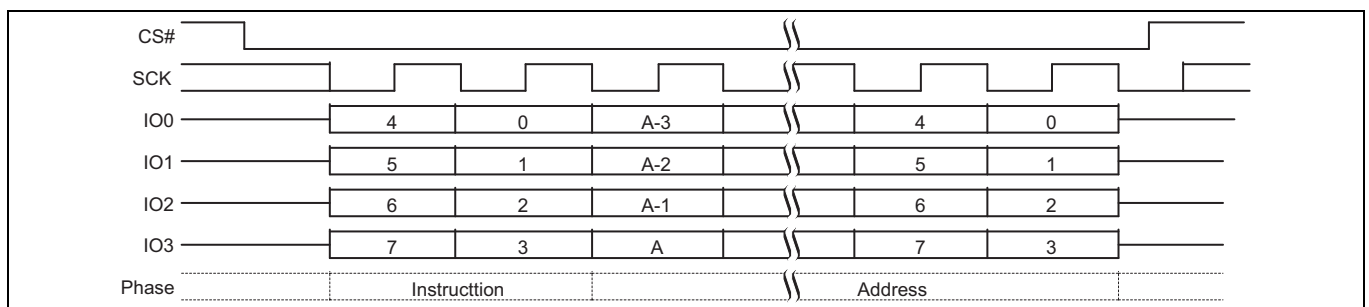 CS#
SCK
IO0 4 0 A-3 4 0
IO1 5 1 A-2 5 1
IO2 6 2 A-1 6 2
IO3 7 3 A 7 3
Phase Instructtion Address